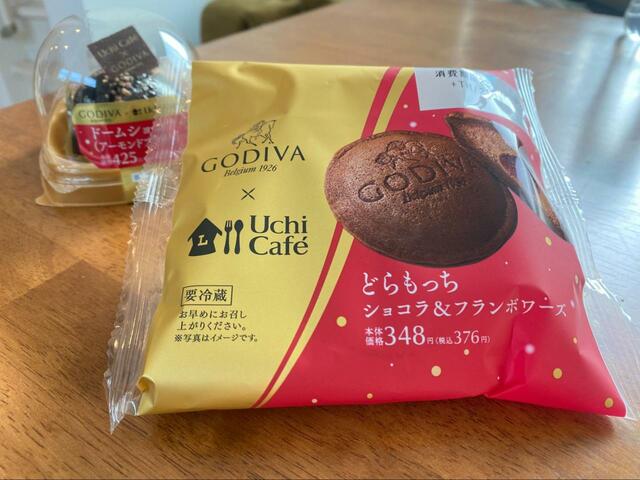 Uchi Café
GODIVA
GODIVA
ドームショ
(アーモンド
425
消費
GODIVA
Belgium 1926
×
L
Uchi
Café
要冷蔵
お早めにお召し
上がりください。
※写真はイメージです。
GODIVA
どらもっち
ショコラ&フランボワーズ
本体
価格348円(税込376円)